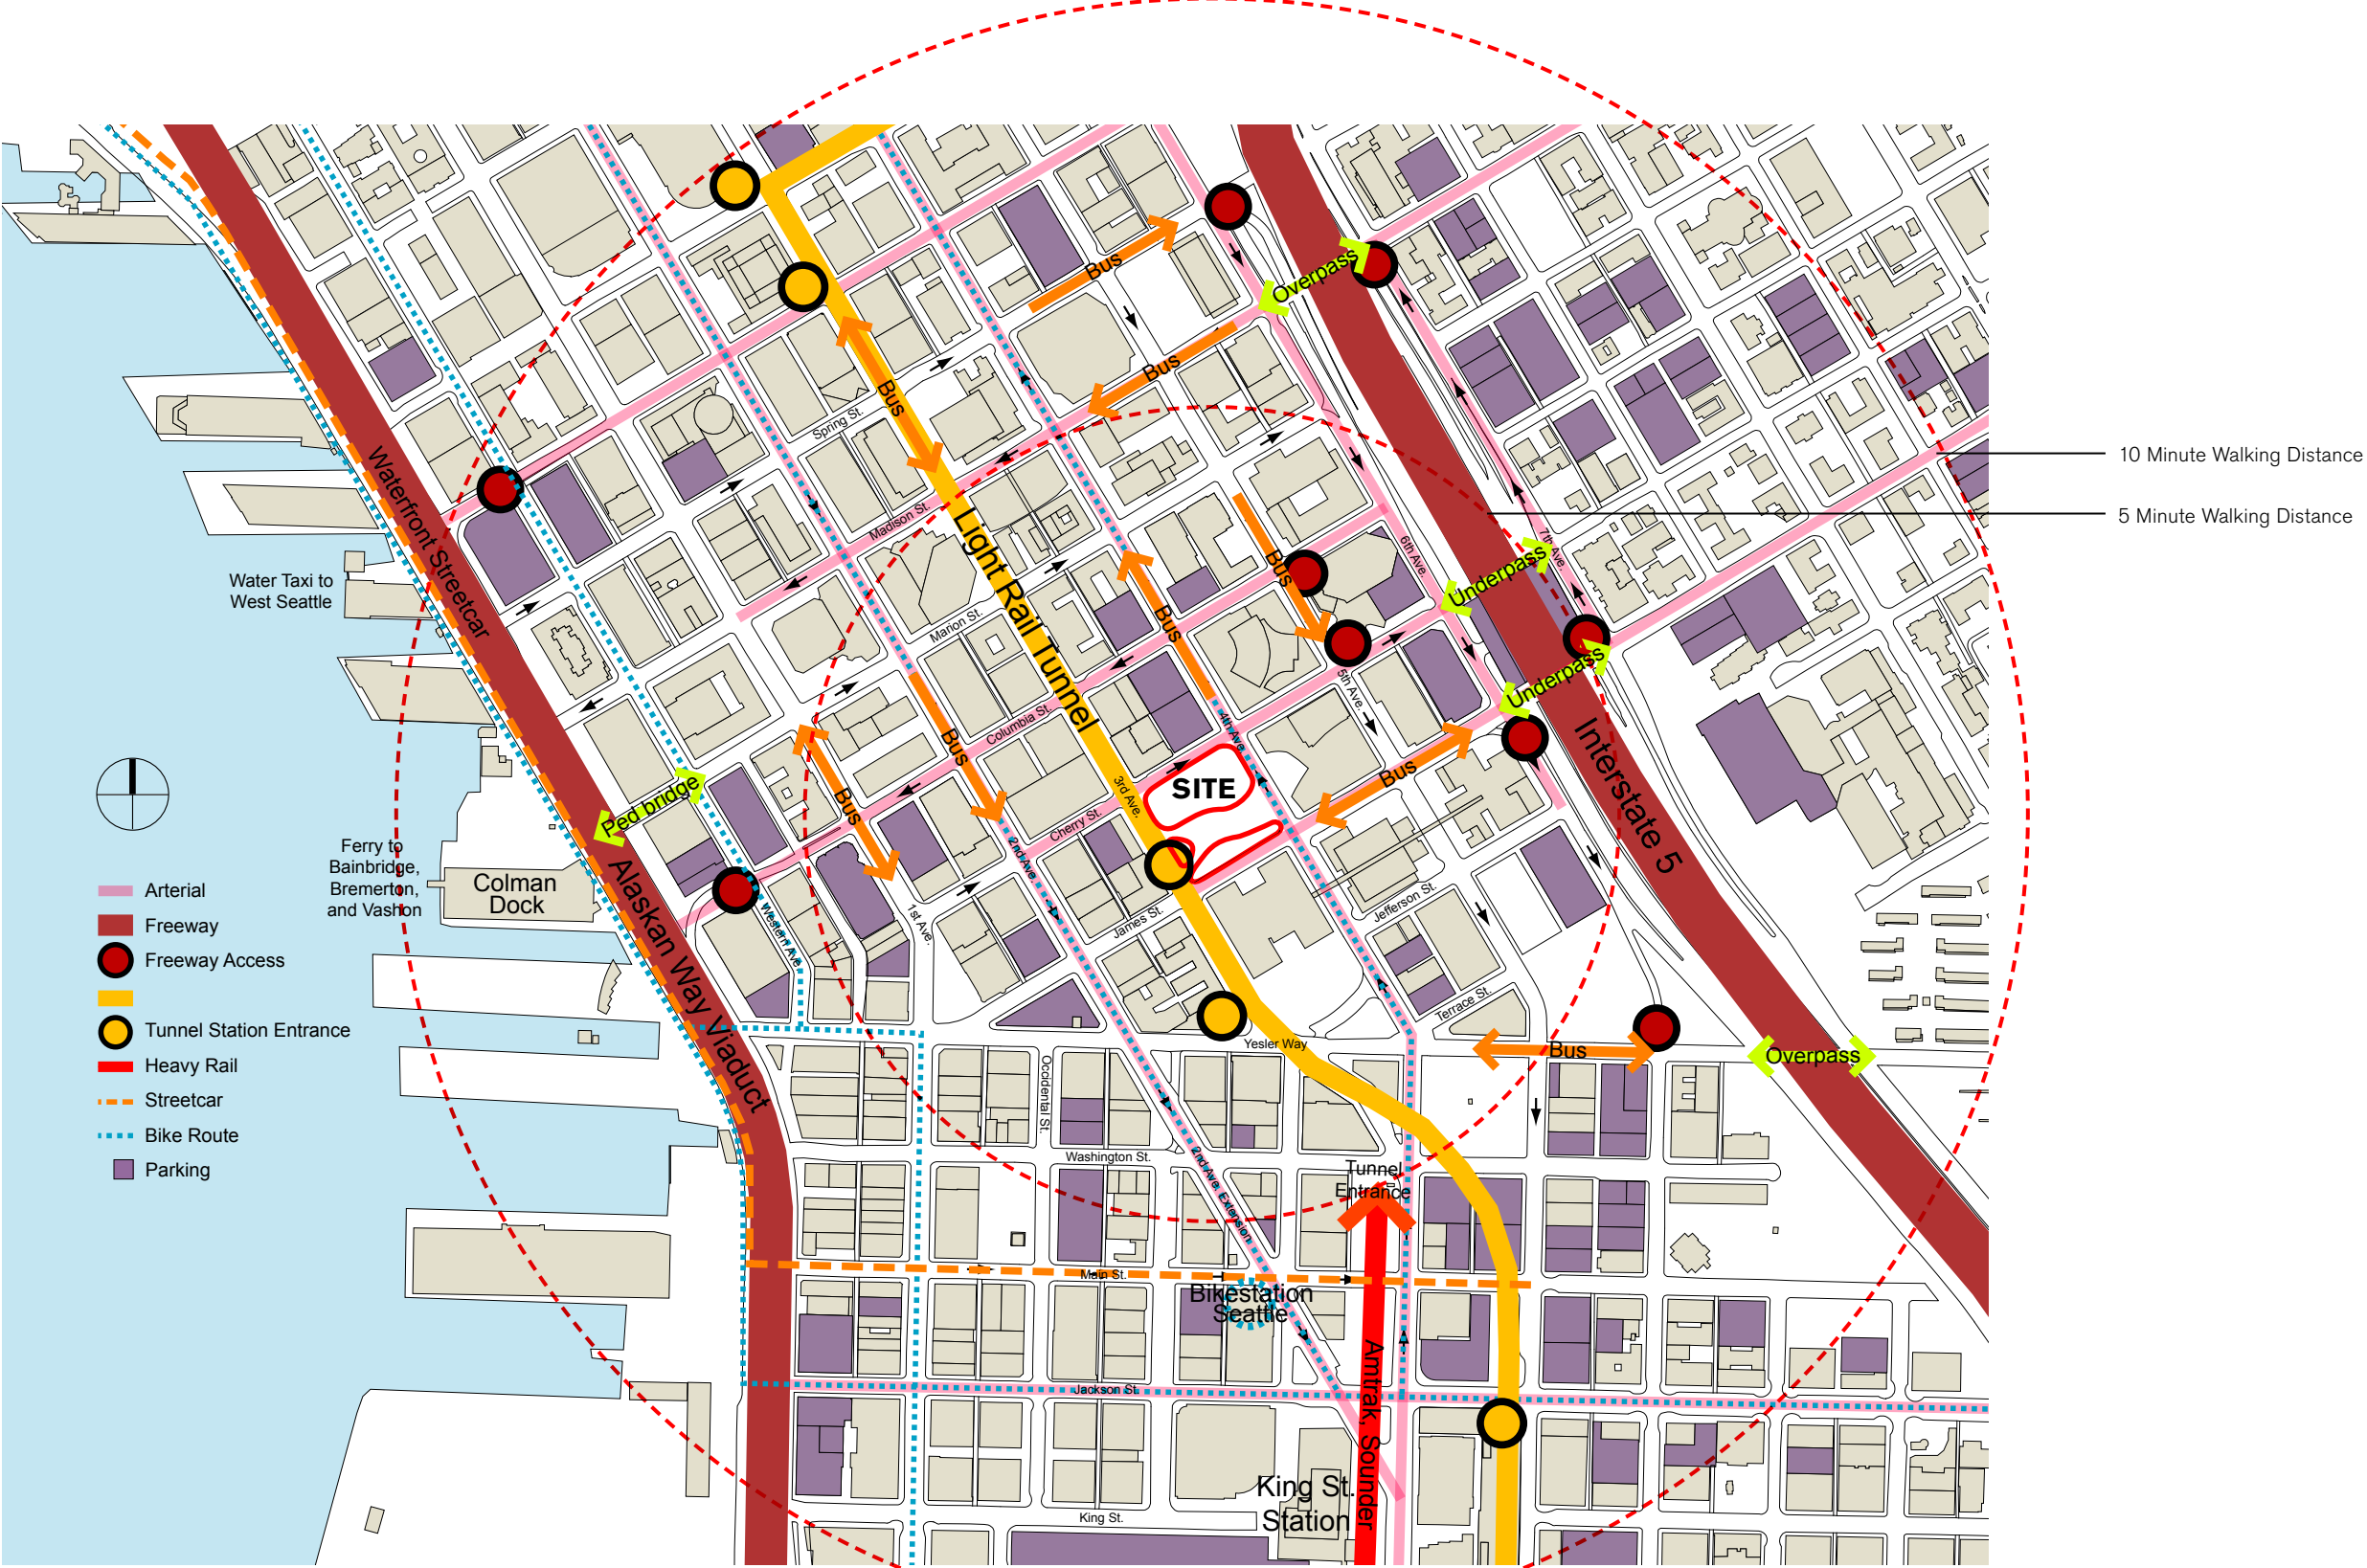 Bus
Overpass
Bus
Bus
Spring St.
10 Minute Walking Distance
Waterfront Streetcar
Madison St.
5 Minute Walking Distance
Light Rail Tunnel
6th Ave.
7th Ave.
Water Taxi to
West Seattle
Bus
Underpass
Marion St.
Bus
Underpass
5th Ave.
Columbia St.
4th Ave.
Bus
Interstate 5
Bus
SITE
3rd Ave.
Ped bridge
Bus
Cherry St.
2nd Ave.
Ferry to
Bainbridge,
Bremerton,
and Vashon
Colman
Dock
Alaskan Way Viaduct
Western Ave.
1st Ave.
James St.
Jefferson St.
Arterial
Freeway
Freeway Access
Tunnel Station Entrance
Heavy Rail
Streetcar
Bike Route
Parking
Terrace St.
Yesler Way
Bus
Overpass
Occidental St.
Washington St.
2nd Ave. Extension
Tunnel
Entrance
Main St.
Bikestation
Seattle
Amtrak, Sounder
Jackson St.
King St.
Station
King St.